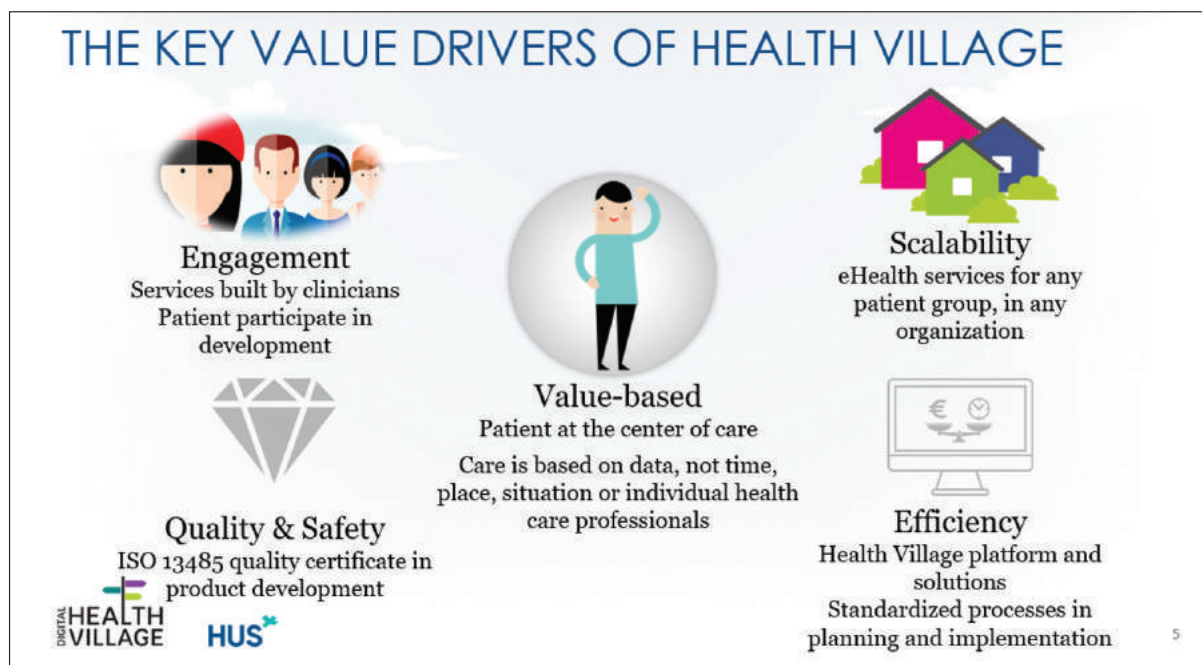 THE KEY VALUE DRIVERS OF HEALTH VILLAGE
Engagement
Services built by clinicians
Patient participate in
development
Quality & Safety
ISO 13485 quality certificate in
product development
Value-based
Patient at the center of care
Care is based on data, not time,
place, situation or individual health
care professionals
Scalability
eHealth services for any
patient group, in any
organization
€
Efficiency
Health Village platform and
solutions
Standardized processes in
planning and implementation
DIGITAL
HEALTH
VILLAGE
HUS
5